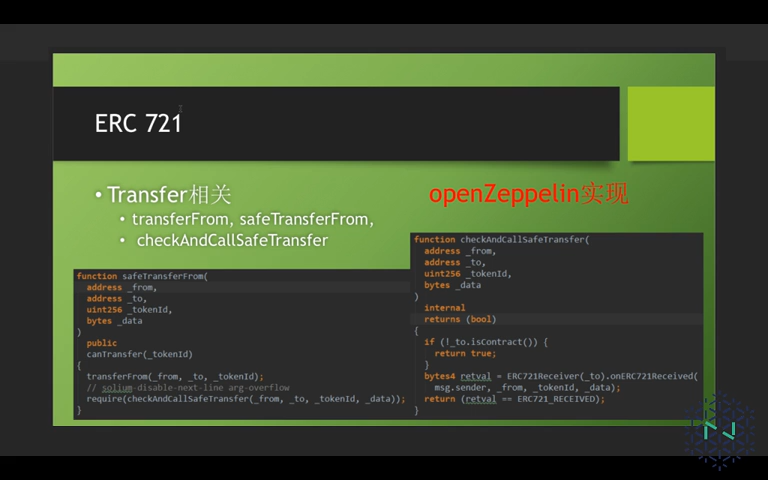 ERC 721
• Transfer相关
• transferFrom, safeTransferFrom,
• checkAndCallSafeTransfer
openZeppelin实现
function safeTransferFrom(
address _from,
address _to,
uint256 _tokenId,
bytes _data
)
public
canTransfer(_tokenId)
{
transferFrom(_from, _to, _tokenId);
// solium-disable-next-line arg-overflow
require(checkAndCallSafeTransfer(_from, _to, _tokenId, _data));
}
function checkAndCallSafeTransfer(
address _from,
address _to,
uint256 _tokenId,
bytes _data
)
internal
returns (bool)
{
if (!_to.isContract()) {
return true;
}
bytes4 retval = ERC721Receiver(_to).onERC721Received(
msg.sender, _from, _tokenId, _data);
return (retval == ERC721_RECEIVED);
}